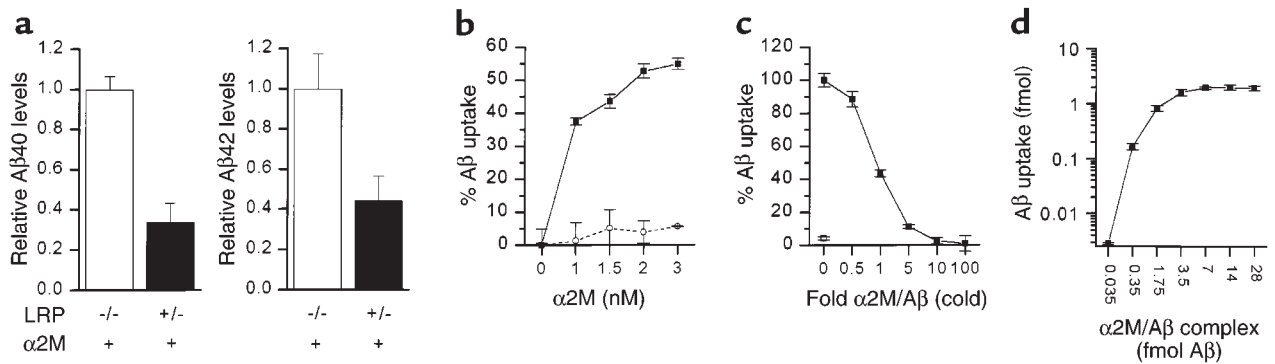 a
Relative Aβ40 levels
1.2
1.0
0.8
0.6
0.4
0.2
0.0
LRP -/- +/-
α2M + +
Relative Aβ42 levels
1.2
1.0
0.8
0.6
0.4
0.2
0.0
-/- +/-
+ +
b
% Aβ uptake
60
50
40
30
20
10
0
0 1 1.5 2 3
α2M (nM)
c
% Aβ uptake
120
100
80
60
40
20
0
0 0.5 1 5 10 100
Fold α2M/Aβ (cold)
d
Aβ uptake (fmol)
10
1
0.1
0.01
0.035 0.35 1.75 3.5 7 14 28
α2M/Aβ complex
(fmol Aβ)